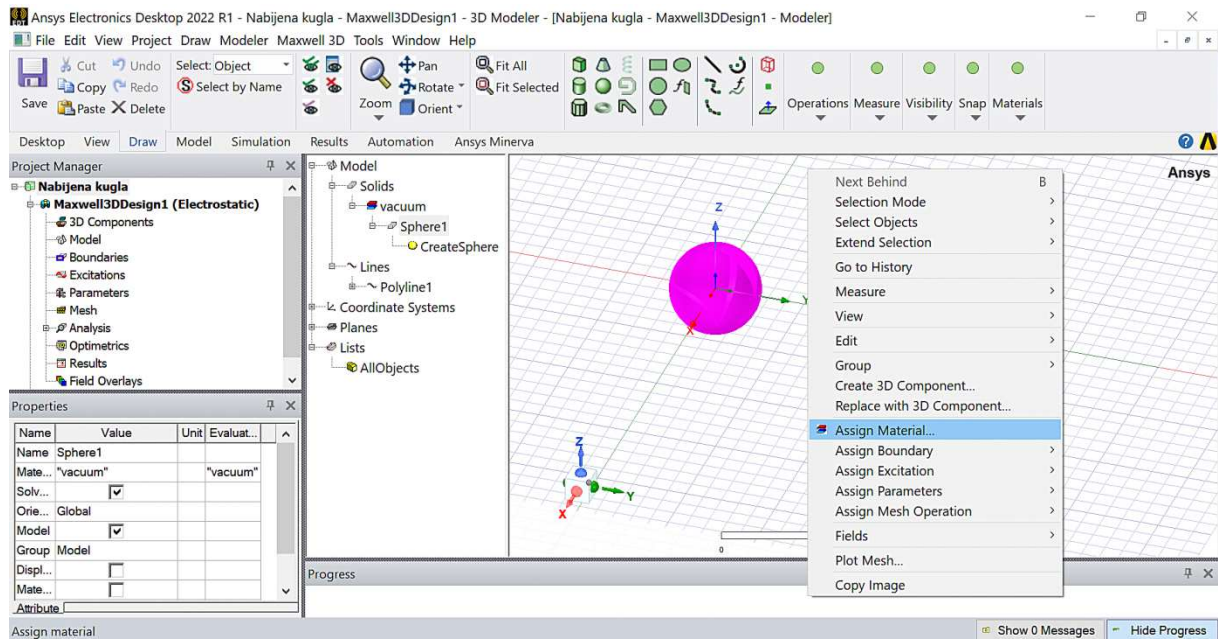 Ansys Electronics Desktop 2022 R1 - Nabijena kugla - Maxwell3DDesign1 - 3D Modeler - [Nabijena kugla - Maxwell3DDesign1 - Modeler]
File Edit View Project Draw Modeler Maxwell 3D Tools Window Help
Save
Cut Undo
Copy Redo
Paste Delete
Select: Object
Select by Name
Zoom
Pan
Rotate
Orient
Fit All
Fit Selected
Operations Measure Visibility Snap Materials
Desktop View Draw Model Simulation Results Automation Ansys Minerva
Project Manager
Nabijena kugla
Maxwell3DDesign1 (Electrostatic)
3D Components
Model
Boundaries
Excitations
Parameters
Mesh
Analysis
Optimetrics
Results
Field Overlays
Properties
Name Value Unit Evaluat...
Name Sphere1
Mate... "vacuum" "vacuum"
Solv...
Orie... Global
Model
Group Model
Displ...
Mate...
Attribute
Model
Solids
vacuum
Sphere1
CreateSphere
Lines
Polyline1
Coordinate Systems
Planes
Lists
AllObjects
Ansys
Z
Y
X
Z
Y
X
0
Next Behind B
Selection Mode
Select Objects
Extend Selection
Go to History
Measure
View
Edit
Group
Create 3D Component...
Replace with 3D Component...
Assign Material...
Assign Boundary
Assign Excitation
Assign Parameters
Assign Mesh Operation
Fields
Plot Mesh...
Copy Image
Progress
Assign material
Show 0 Messages Hide Progress